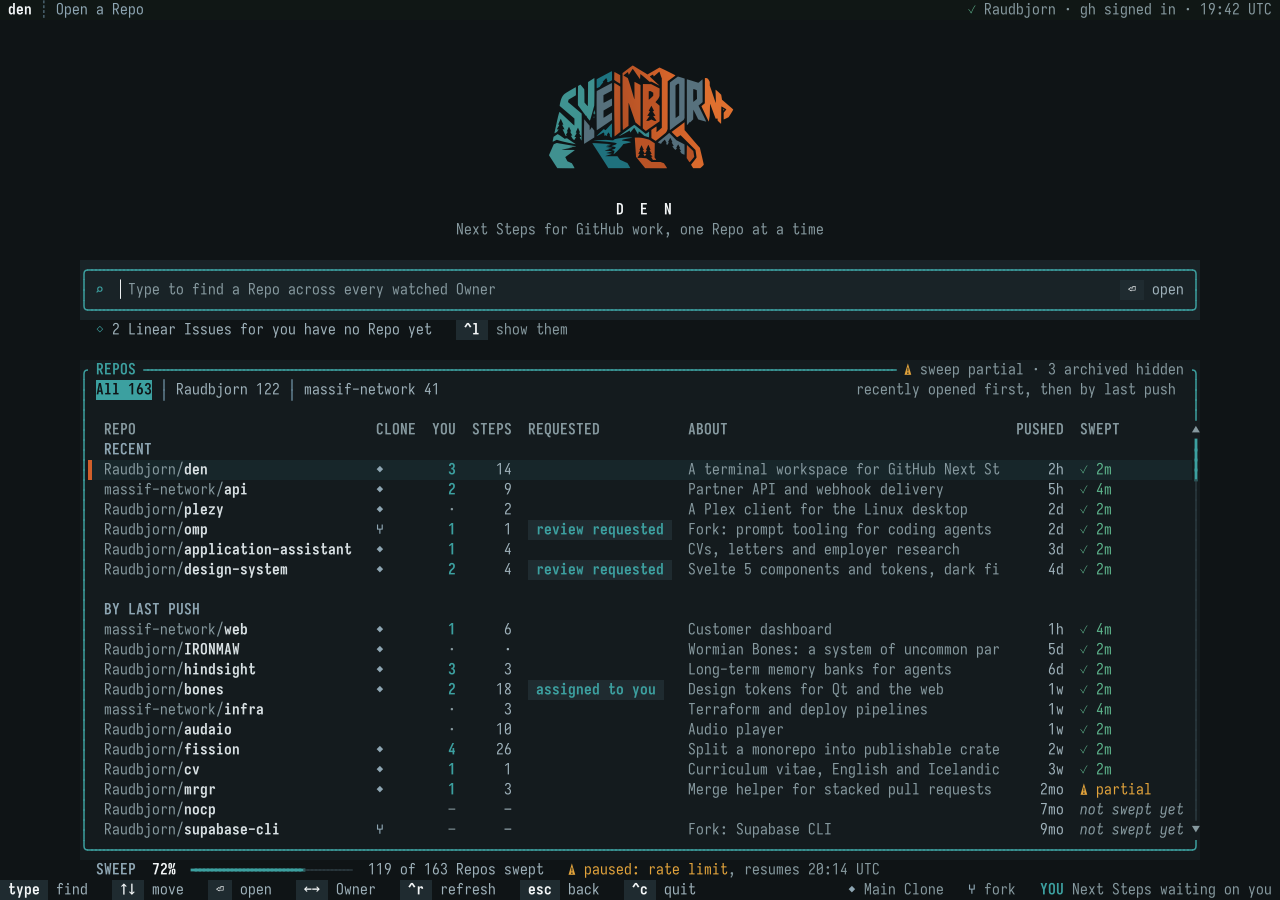 den Open a Repo ✓ Raudbjorn · gh signed in · 19:42 UTC
SVEINBJORN
D E N
Next Steps for GitHub work, one Repo at a time
Type to find a Repo across every watched Owner ⏎ open
◇ 2 Linear Issues for you have no Repo yet ^l show them
REPOS ⚠ sweep partial · 3 archived hidden
All 163 │ Raudbjorn 122 │ massif-network 41 recently opened first, then by last push
REPO CLONE YOU STEPS REQUESTED ABOUT PUSHED SWEPT ▲
RECENT
Raudbjorn/den ◆ 3 14 A terminal workspace for GitHub Next St 2h ✓ 2m
massif-network/api ◆ 2 9 Partner API and webhook delivery 5h ✓ 4m
Raudbjorn/plezy ◆ · 2 A Plex client for the Linux desktop 2d ✓ 2m
Raudbjorn/omp ⑂ 1 1 review requested Fork: prompt tooling for coding agents 2d ✓ 2m
Raudbjorn/application-assistant ◆ 1 4 CVs, letters and employer research 3d ✓ 2m
Raudbjorn/design-system ◆ 2 4 review requested Svelte 5 components and tokens, dark fi 4d ✓ 2m
BY LAST PUSH
massif-network/web ◆ 1 6 Customer dashboard 1h ✓ 4m
Raudbjorn/IRONMAW ◆ · · Wormian Bones: a system of uncommon par 5d ✓ 2m
Raudbjorn/hindsight ◆ 3 3 Long-term memory banks for agents 6d ✓ 2m
Raudbjorn/bones ◆ 2 18 assigned to you Design tokens for Qt and the web 1w ✓ 2m
massif-network/infra · 3 Terraform and deploy pipelines 1w ✓ 4m
Raudbjorn/audaio · 10 Audio player 1w ✓ 2m
Raudbjorn/fission ◆ 4 26 Split a monorepo into publishable crate 2w ✓ 2m
Raudbjorn/cv ◆ 1 1 Curriculum vitae, English and Icelandic 3w ✓ 2m
Raudbjorn/mrgr ◆ 1 3 Merge helper for stacked pull requests 2mo ⚠ partial
Raudbjorn/nocp – – 7mo not swept yet
Raudbjorn/supabase-cli ⑂ – – Fork: Supabase CLI 9mo not swept yet ▼
SWEEP 72% 119 of 163 Repos swept ⚠ paused: rate limit, resumes 20:14 UTC
type find ↑↓ move ⏎ open ←→ Owner ^r refresh esc back ^c quit ◆ Main Clone ⑂ fork YOU Next Steps waiting on you